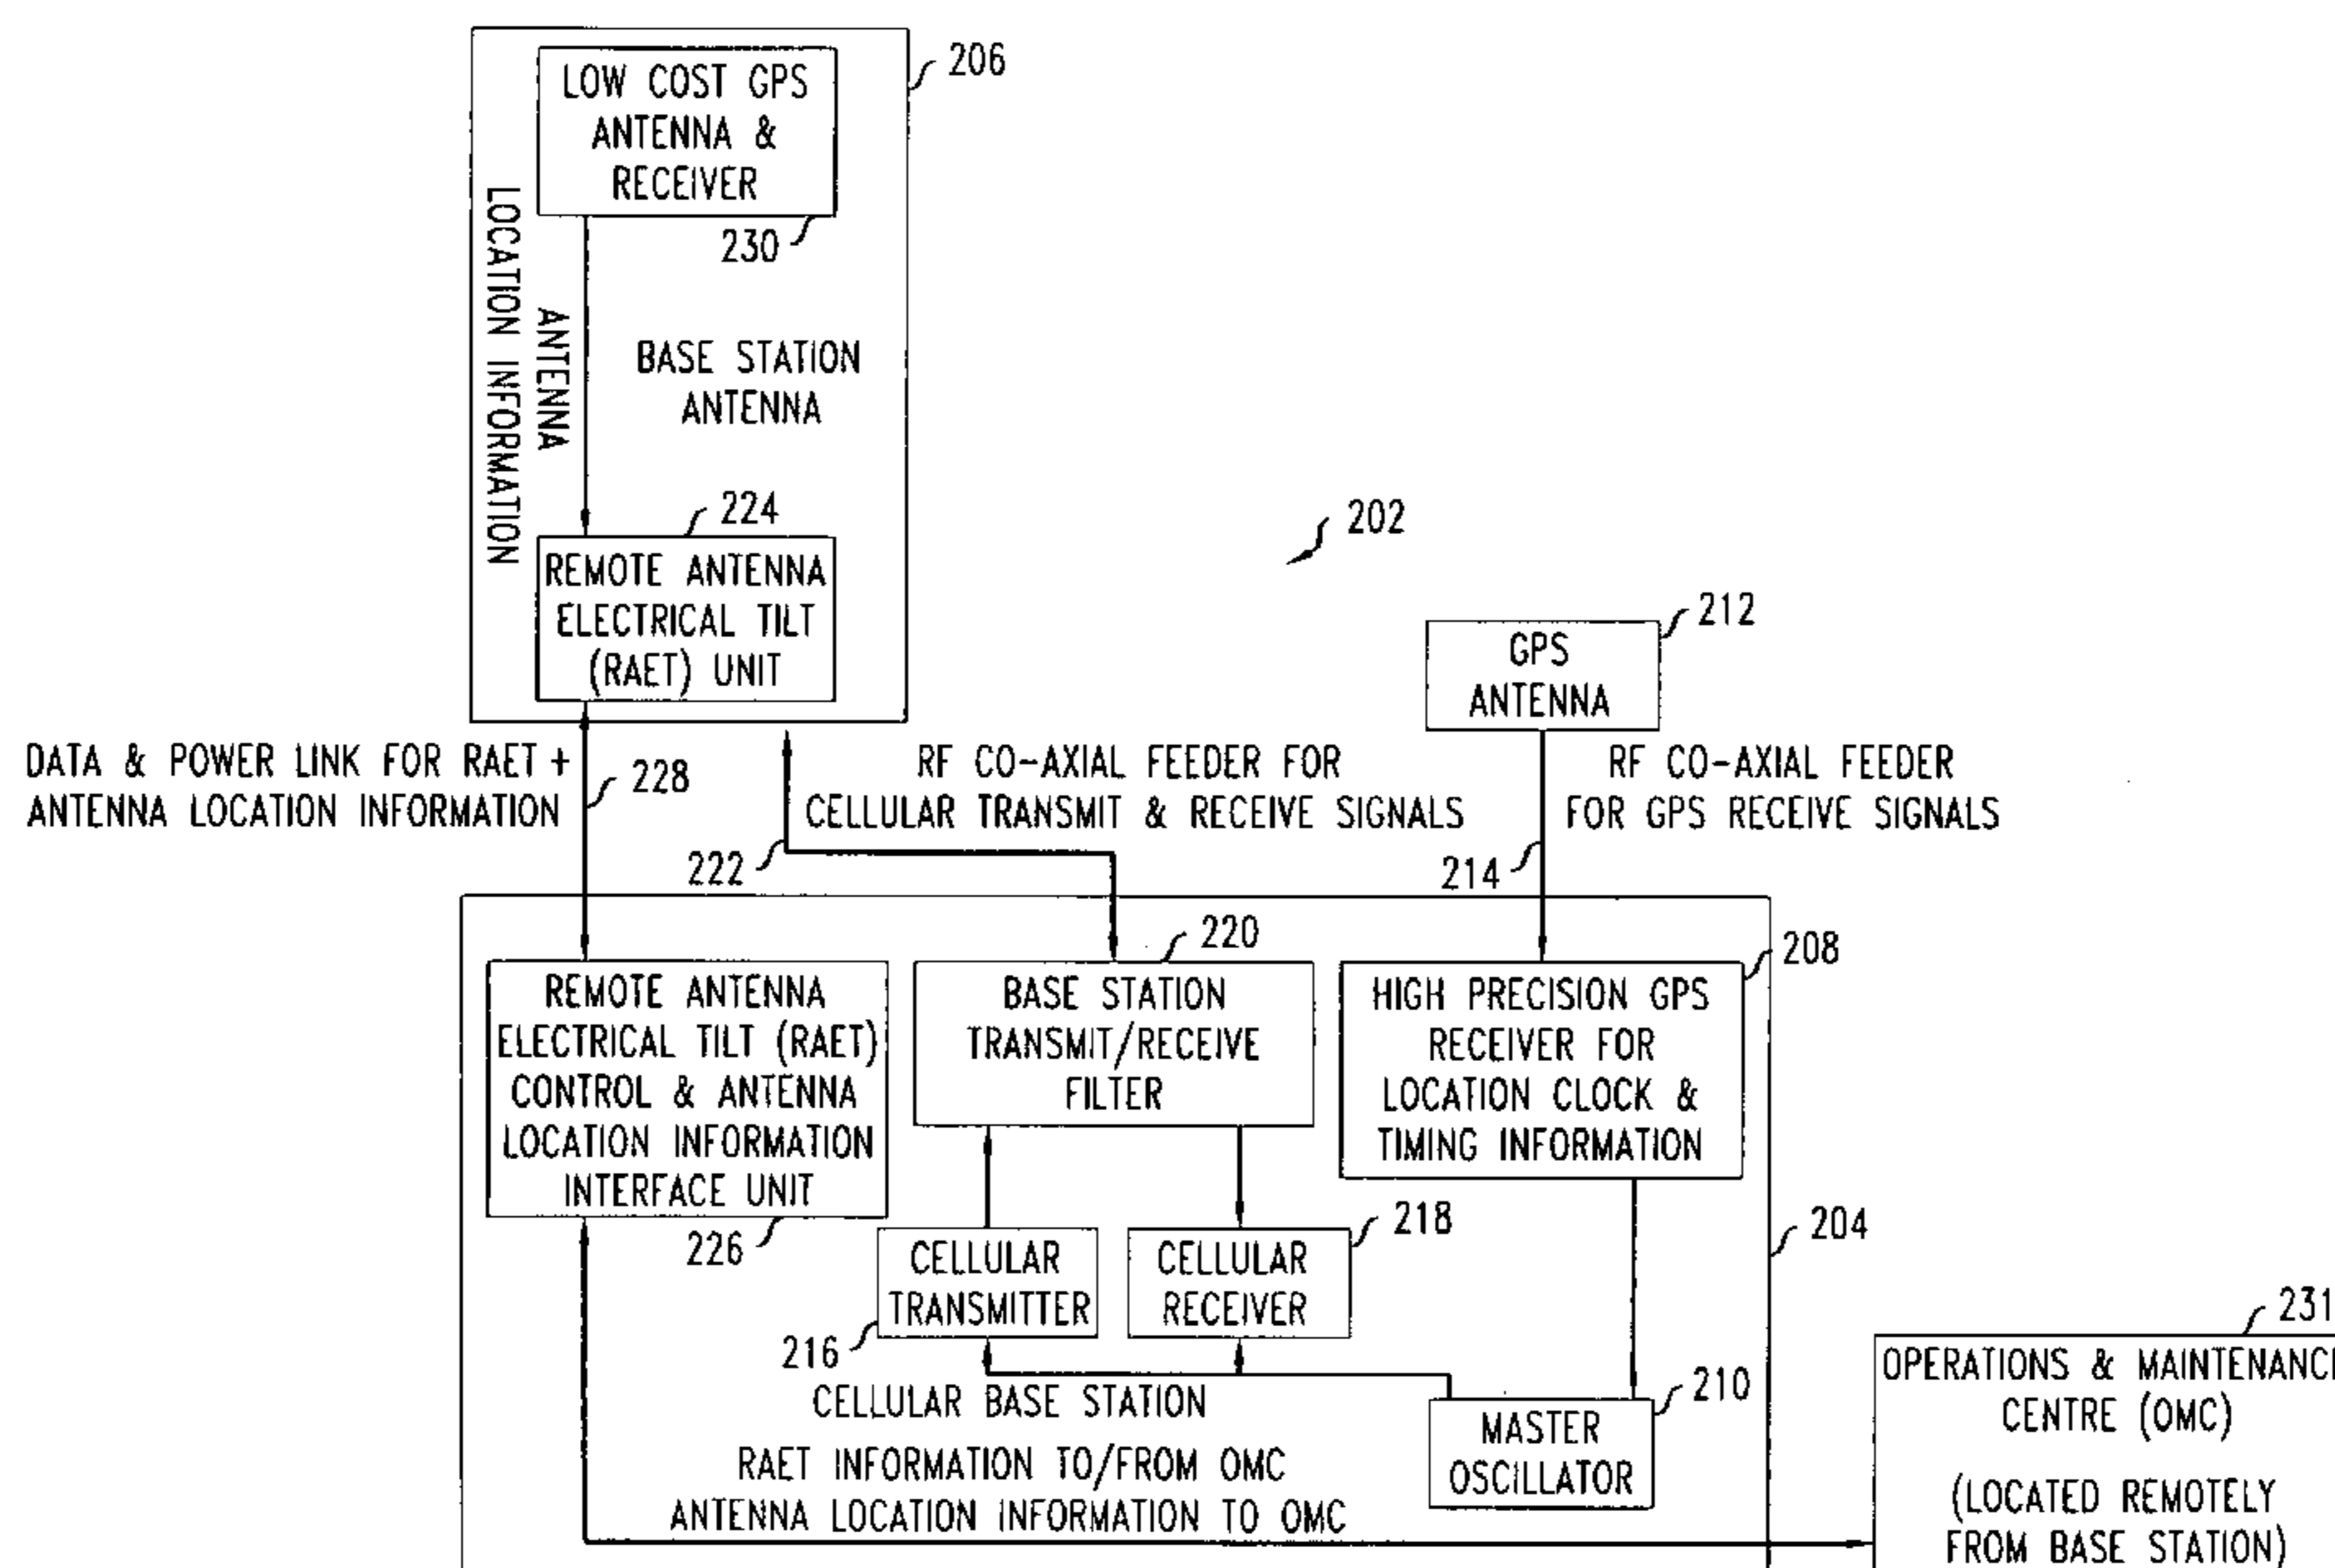 206
LOW COST GPS
ANTENNA &
RECEIVER
230
ANTENNA
LOCATION INFORMATION
BASE STATION
ANTENNA
224
REMOTE ANTENNA
ELECTRICAL TILT
(RAET) UNIT
202
212
GPS
ANTENNA
DATA & POWER LINK FOR RAET +
ANTENNA LOCATION INFORMATION
228
RF CO-AXIAL FEEDER FOR
CELLULAR TRANSMIT & RECEIVE SIGNALS
222
RF CO-AXIAL FEEDER
FOR GPS RECEIVE SIGNALS
214
220
208
REMOTE ANTENNA
ELECTRICAL TILT (RAET)
CONTROL & ANTENNA
LOCATION INFORMATION
INTERFACE UNIT
226
BASE STATION
TRANSMIT/RECEIVE
FILTER
HIGH PRECISION GPS
RECEIVER FOR
LOCATION CLOCK &
TIMING INFORMATION
204
CELLULAR
TRANSMITTER
216
CELLULAR
RECEIVER
218
CELLULAR BASE STATION
210
MASTER
OSCILLATOR
RAET INFORMATION TO/FROM OMC
ANTENNA LOCATION INFORMATION TO OMC
231
OPERATIONS & MAINTENANCE
CENTRE (OMC)
(LOCATED REMOTELY
FROM BASE STATION)